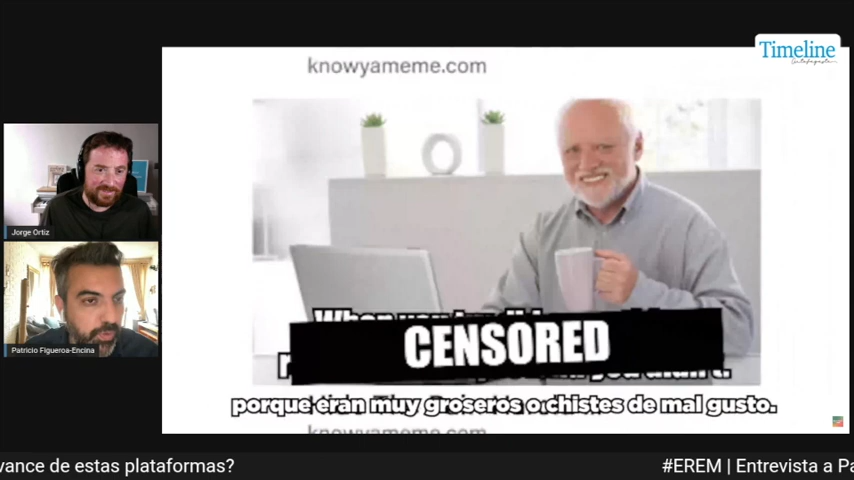 Timeline
knowyameme.com
Jorge Ortiz
Patricio Figueroa-Encina
CENSORED
porque eran muy groseros o chistes de mal gusto.
vance de estas plataformas?
#EREM | Entrevista a Pa